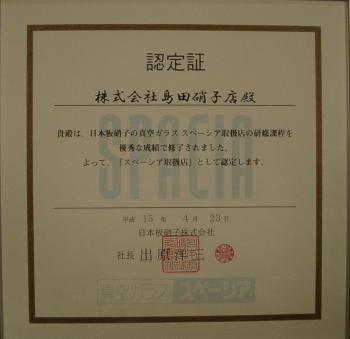 認定証
株式会社島田硝子店殿
貴殿は、日本板硝子の真空ガラス スペーシア取扱店の研修課程を
優秀な成績で修了されました。
よって、「スペーシア取扱店」として認定します。
SPACIA
平成 15年 4月 23日
日本板硝子株式会社
社長 出原洋三
真空ガラス スペーシア